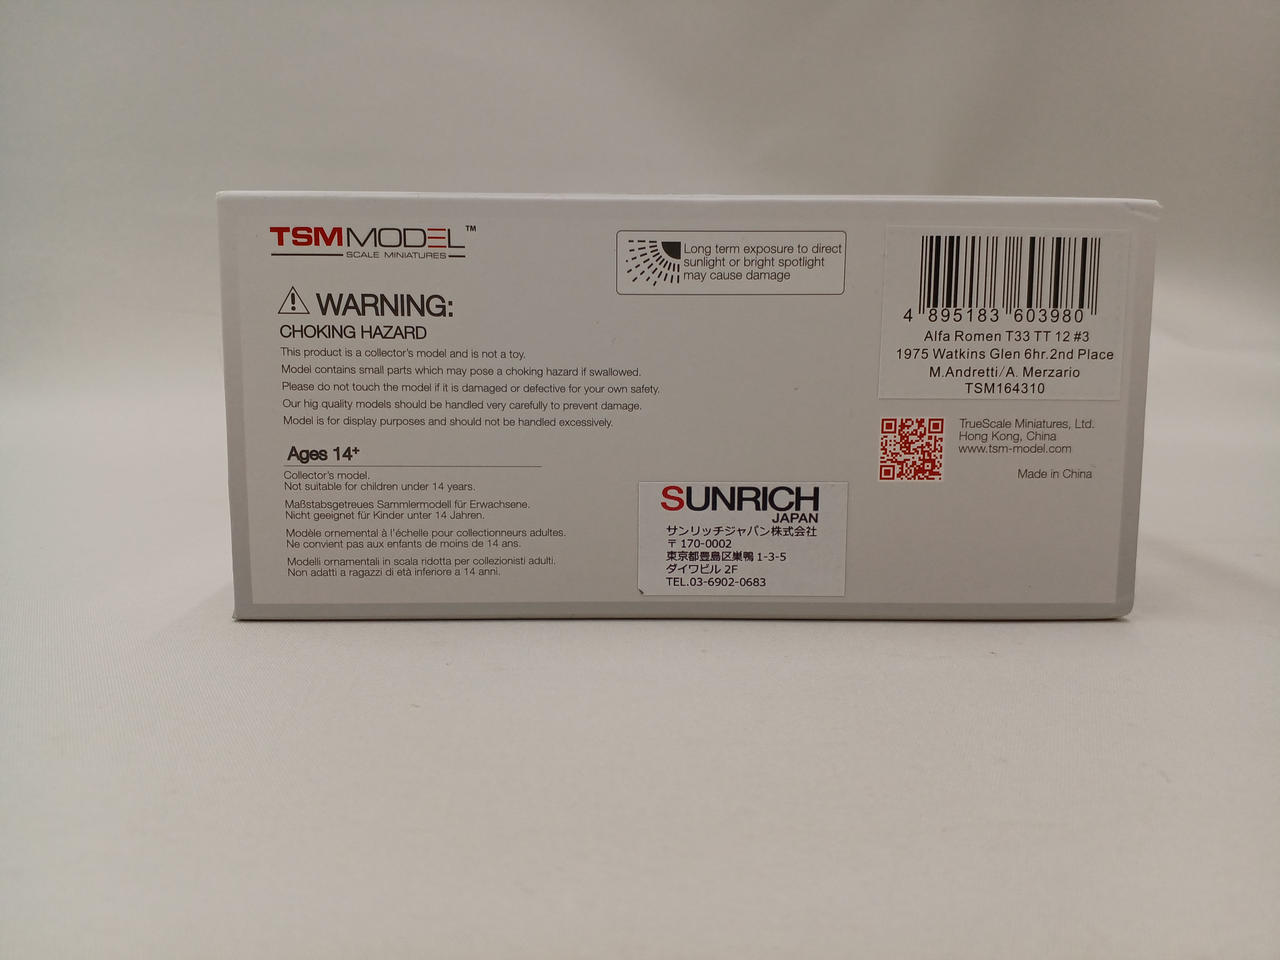 TSM MODEL™
SCALE MINIATURES
WARNING:
CHOKING HAZARD
This product is a collector's model and is not a toy.
Model contains small parts which may pose a choking hazard if swallowed.
Please do not touch the model if it is damaged or defective for your own safety.
Our hig quality models should be handled very carefully to prevent damage.
Model is for display purposes and should not be handled excessively.
Ages 14+
Collector's model.
Not suitable for children under 14 years.
Maßstabsgetreues Sammlermodell für Erwachsene.
Nicht geeignet für Kinder unter 14 Jahren.
Modèle ornemental à l'échelle pour collectionneurs adultes.
Ne convient pas aux enfants de moins de 14 ans.
Modelli ornamentali in scala ridotta per collezionisti adulti.
Non adatti a ragazzi di età inferiore a 14 anni.
Long term exposure to direct
sunlight or bright spotlight
may cause damage
4 895183 603980
Alfa Romen T33 TT 12 #3
1975 Watkins Glen 6hr.2nd Place
M.Andretti/A. Merzario
TSM164310
TrueScale Miniatures, Ltd.
Hong Kong, China
www.tsm-model.com
Made in China
SUNRICH
JAPAN
サンリッチジャパン株式会社
〒170-0002
東京都豊島区巣鴨 1-3-5
ダイワビル 2F
TEL.03-6902-0683